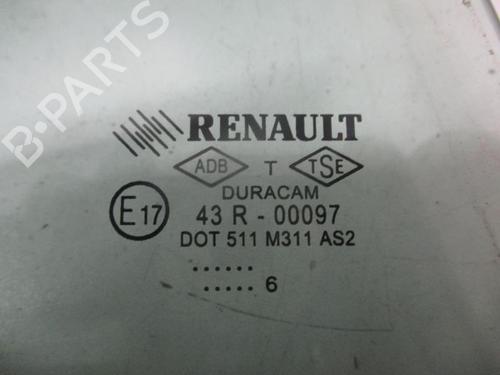 B-PARTS
RENAULT
ADB T TSE
DURACAM
E17 43 R - 00097
DOT 511 M311 AS2
......
..... 6